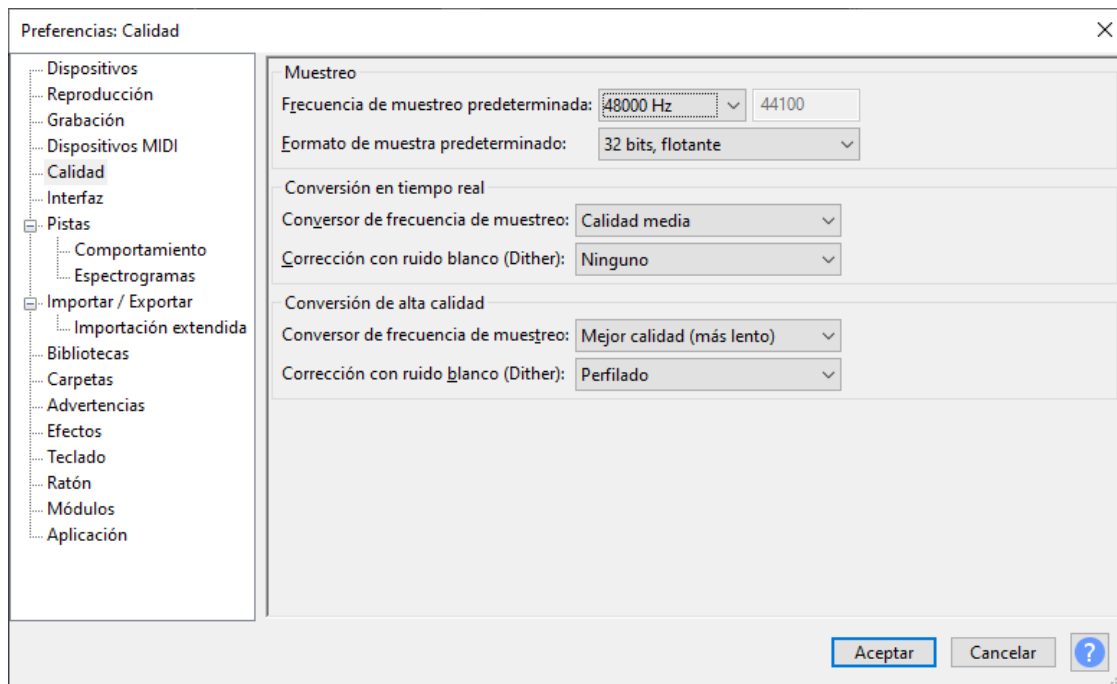 Preferencias: Calidad
Dispositivos
Reproducción
Grabación
Dispositivos MIDI
Calidad
Interfaz
Pistas
Comportamiento
Espectrogramas
Importar / Exportar
Importación extendida
Bibliotecas
Carpetas
Advertencias
Efectos
Teclado
Ratón
Módulos
Aplicación
Muestreo
Frecuencia de muestreo predeterminada: 48000 Hz 44100
Formato de muestra predeterminado: 32 bits, flotante
Conversión en tiempo real
Conversor de frecuencia de muestreo: Calidad media
Corrección con ruido blanco (Dither): Ninguno
Conversión de alta calidad
Conversor de frecuencia de muestreo: Mejor calidad (más lento)
Corrección con ruido blanco (Dither): Perfilado
Aceptar Cancelar ?